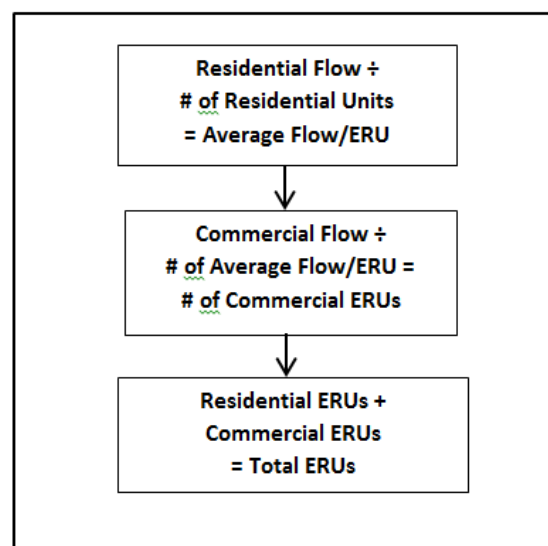 Residential Flow ÷
# of Residential Units
= Average Flow/ERU
Commercial Flow ÷
# of Average Flow/ERU =
# of Commercial ERUs
Residential ERUs +
Commercial ERUs
= Total ERUs